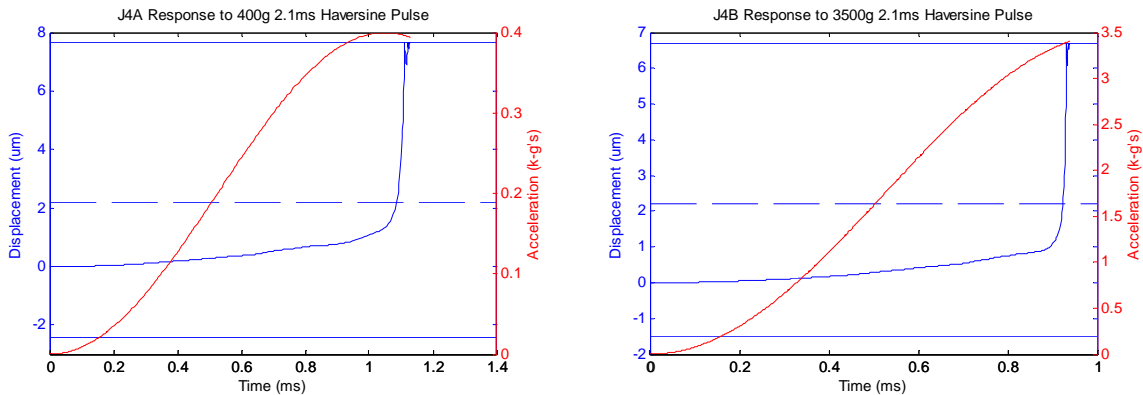 J4A Response to 400g 2.1ms Haversine Pulse
8
6
4
2
0
-2
Displacement (um)
0.4
0.3
0.2
0.1
0
Acceleration (k-g's)
0 0.2 0.4 0.6 0.8 1 1.2 1.4
Time (ms)
J4B Response to 3500g 2.1ms Haversine Pulse
7
6
5
4
3
2
1
0
-1
-2
Displacement (um)
3.5
3
2.5
2
1.5
1
0.5
0
Acceleration (k-g's)
0 0.2 0.4 0.6 0.8 1
Time (ms)